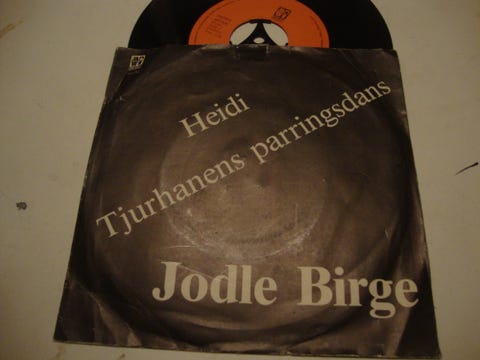 Heidi
Tjurhanens parringsdans
Jodle Birge